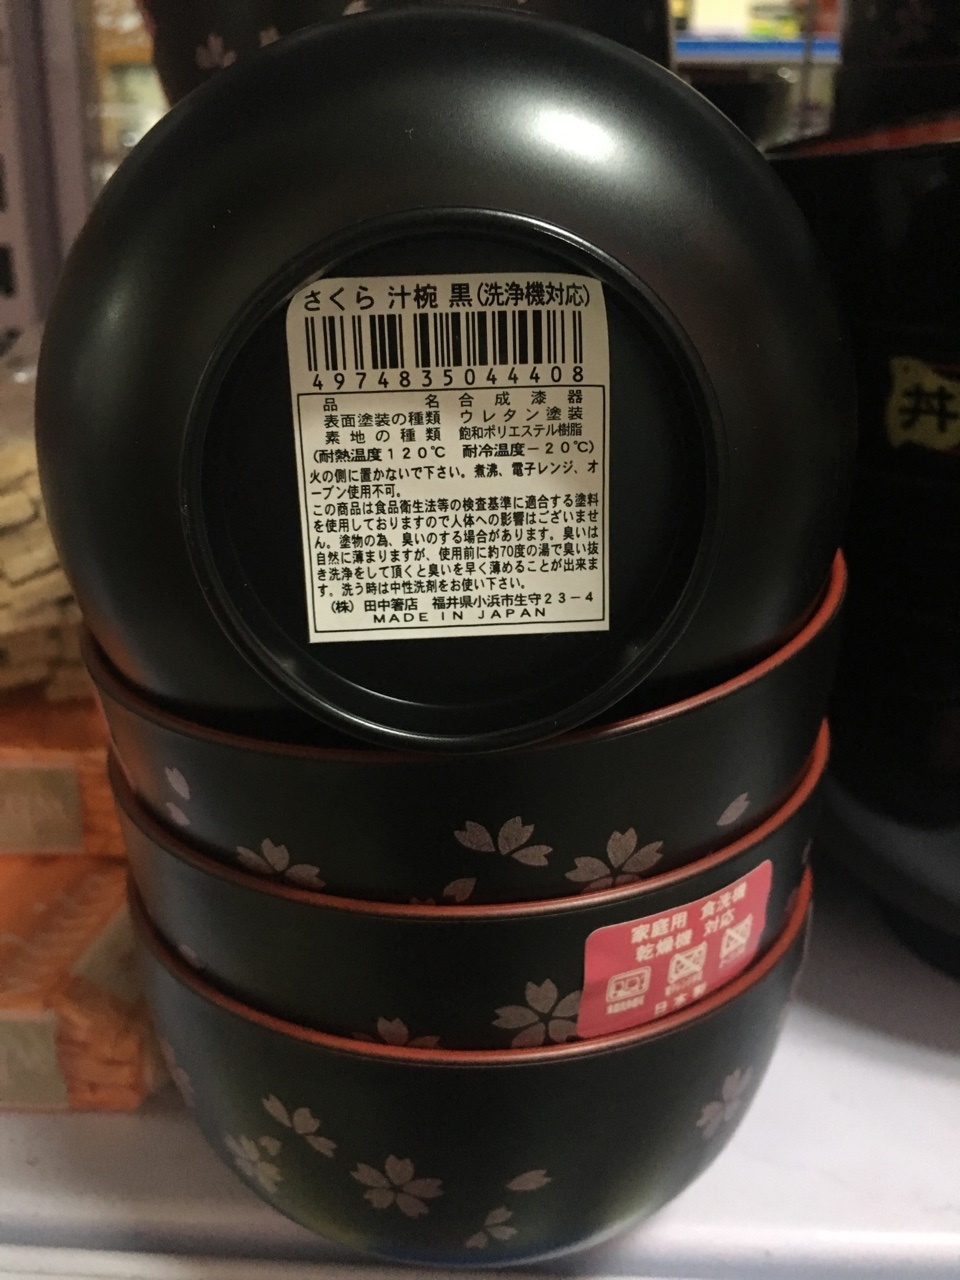 さくら 汁椀 黒(洗浄機対応)
4974835044408
品名 合成漆器
表面塗装の種類 ウレタン塗装
素地の種類 飽和ポリエステル樹脂
(耐熱温度120℃ 耐冷温度-20℃)
火の側に置かないで下さい。煮沸、電子レンジ、オ
ーブン使用不可。
この商品は食品衛生法等の検査基準に適合する塗料
を使用しておりますので人体への影響はございませ
ん。塗物の為、臭いのする場合があります。臭いは
自然に薄まりますが、使用前に約70度の湯で臭い抜
き洗浄をして頂くと臭いを早く薄めることが出来ま
す。洗う時は中性洗剤をお使い下さい。
(株) 田中箸店 福井県小浜市生守23-4
MADE IN JAPAN
丼
家庭用 食洗機
乾燥機 対応
日本製